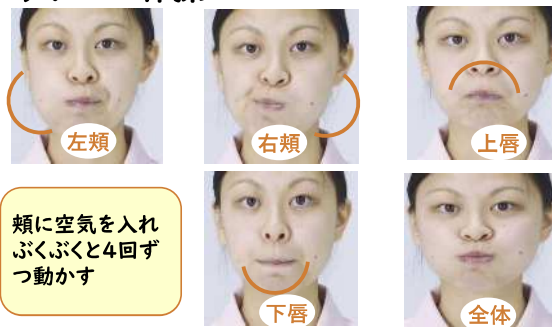 左頬
右頬
上唇
頬に空気を入れ
ぶくぶくと4回ず
つ動かす
下唇
全体